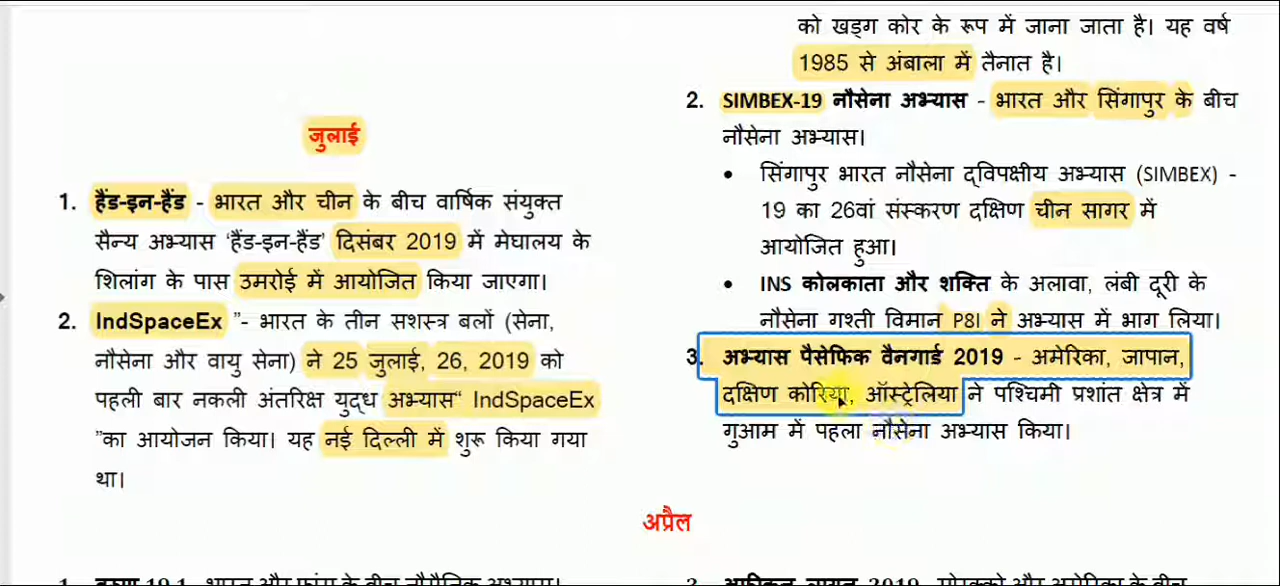 जुलाई
1. हैंड-इन-हैंड - भारत और चीन के बीच वार्षिक संयुक्त
सैन्य अभ्यास 'हैंड-इन-हैंड' दिसंबर 2019 में मेघालय के
शिलांग के पास उमरोई में आयोजित किया जाएगा।
2. IndSpaceEx "- भारत के तीन सशस्त्र बलों (सेना,
नौसेना और वायु सेना) ने 25 जुलाई, 26, 2019 को
पहली बार नकली अंतरिक्ष युद्ध अभ्यास“ IndSpaceEx
"का आयोजन किया। यह नई दिल्ली में शुरू किया गया
था।
को खड्ग कोर के रूप में जाना जाता है। यह वर्ष
1985 से अंबाला में तैनात है।
2. SIMBEX-19 नौसेना अभ्यास - भारत और सिंगापुर के बीच
नौसेना अभ्यास।
• सिंगापुर भारत नौसेना द्विपक्षीय अभ्यास (SIMBEX) -
19 का 26वां संस्करण दक्षिण चीन सागर में
आयोजित हुआ।
• INS कोलकाता और शक्ति के अलावा, लंबी दूरी के
नौसेना गश्ती विमान P8I ने अभ्यास में भाग लिया।
3. अभ्यास पैसेफिक वैनगार्ड 2019 - अमेरिका, जापान,
दक्षिण कोरिया, ऑस्ट्रेलिया ने पश्चिमी प्रशांत क्षेत्र में
गुआम में पहला नौसेना अभ्यास किया।
अप्रैल